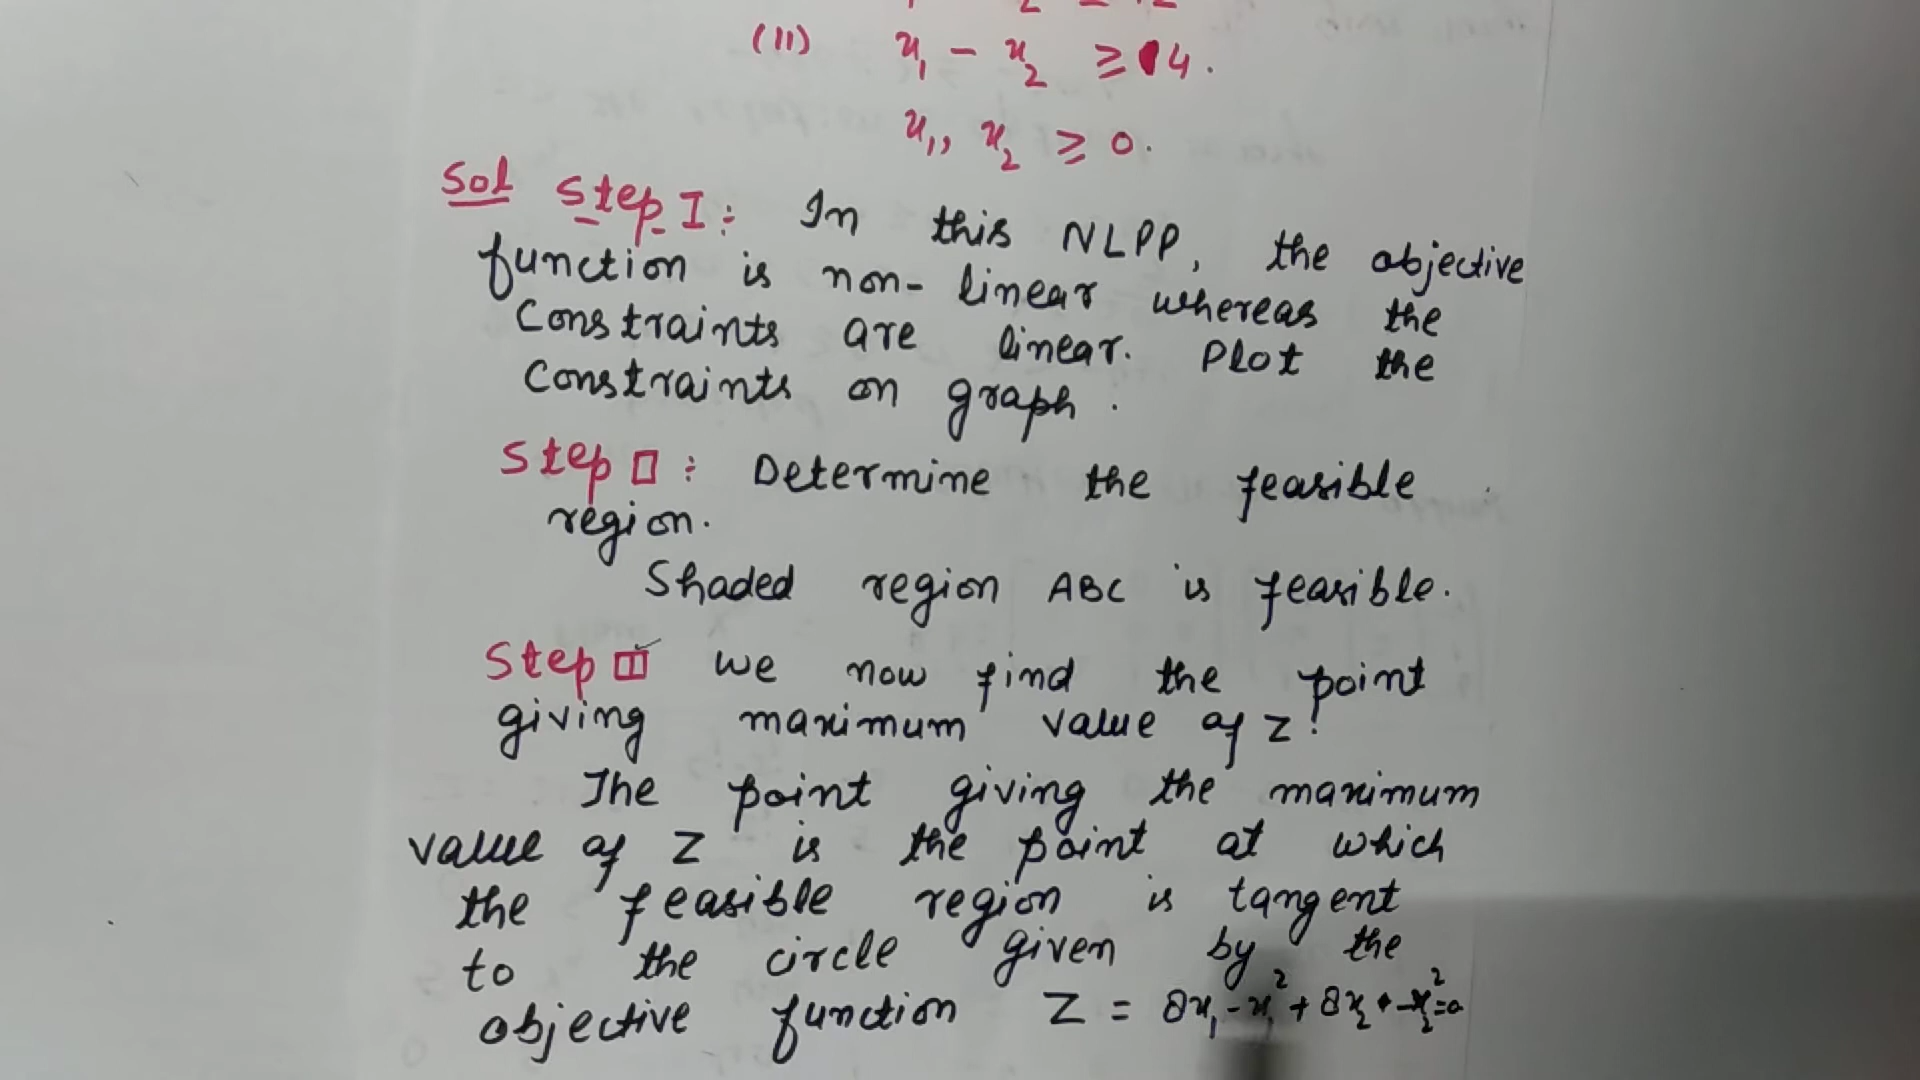 (II) x₁ - x₂ ≥ 4.
x₁, x₂ ≥ 0.
Sol Step I: In this NLPP, the objective
function is non-linear whereas the
constraints are linear. Plot the
constraints on graph.
Step II: Determine the feasible
region.
Shaded region ABC is feasible.
Step III we now find the point
giving maximum value of Z:
The point giving the maximum
value of Z is the point at which
the feasible region is tangent
to the circle given by the
objective function Z = 8x₁ - x₁² + 8x₂ - x₂² = 0